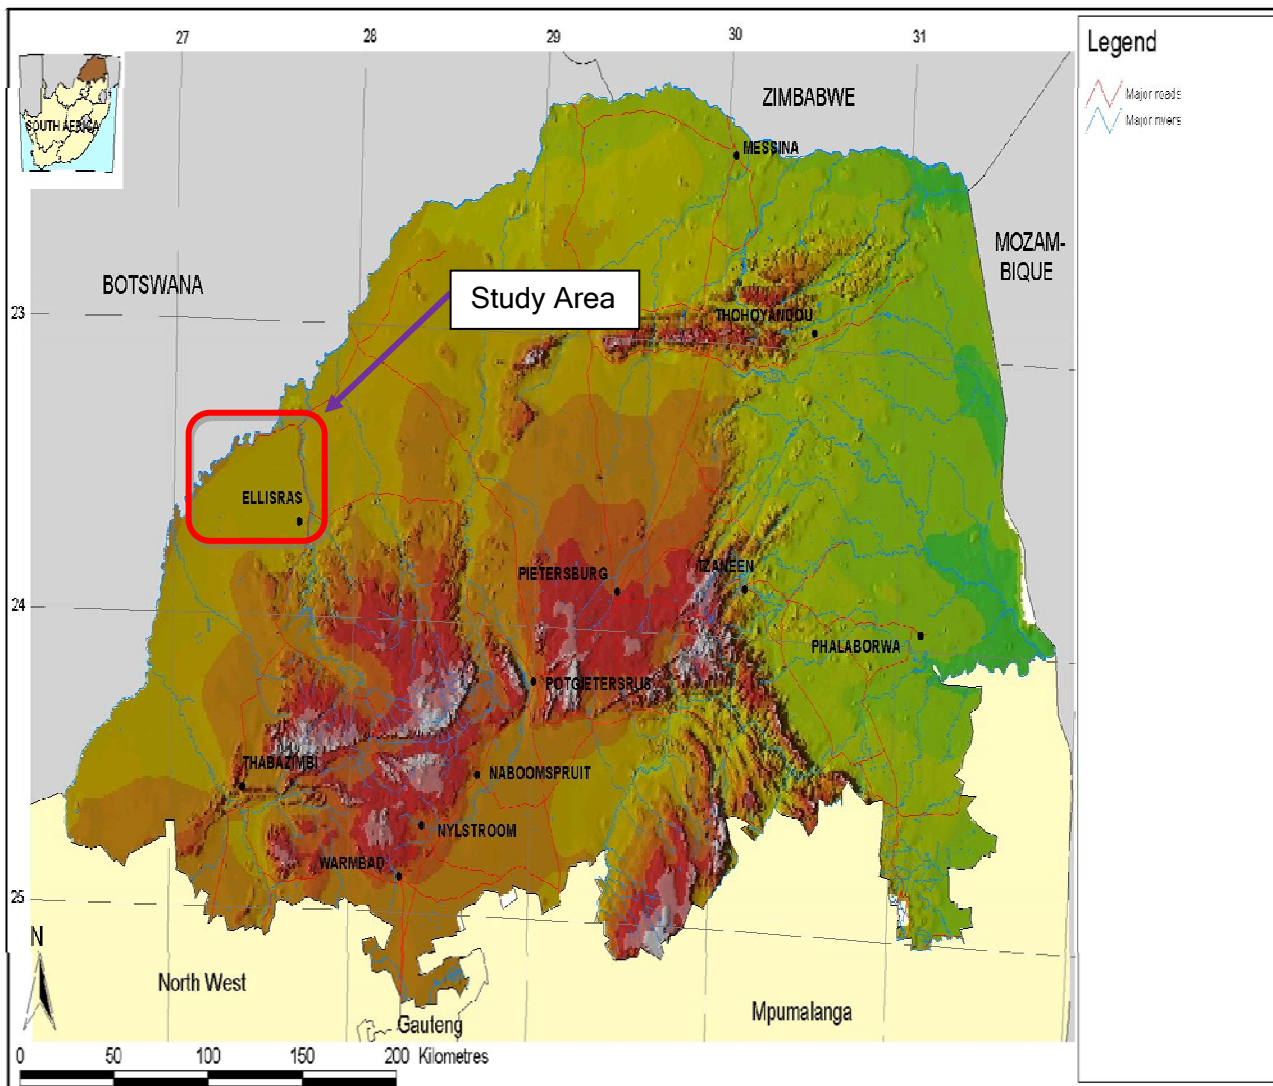 27 28 29 30 31
Legend
Major roads
Major rivers
SOUTH AFRICA
ZIMBABWE
MESSINA
MOZAM-
BIQUE
BOTSWANA
Study Area
23
THOHOYANDOU
ELLISRAS
24
PIETERSBURG
TZANEEN
PHALABORWA
POTGIETERSRUS
THABAZIMBI
NABOOMSPRUIT
NYLSTROOM
WARMBAD
25
N
North West
Mpumalanga
Gauteng
0 50 100 150 200 Kilometres